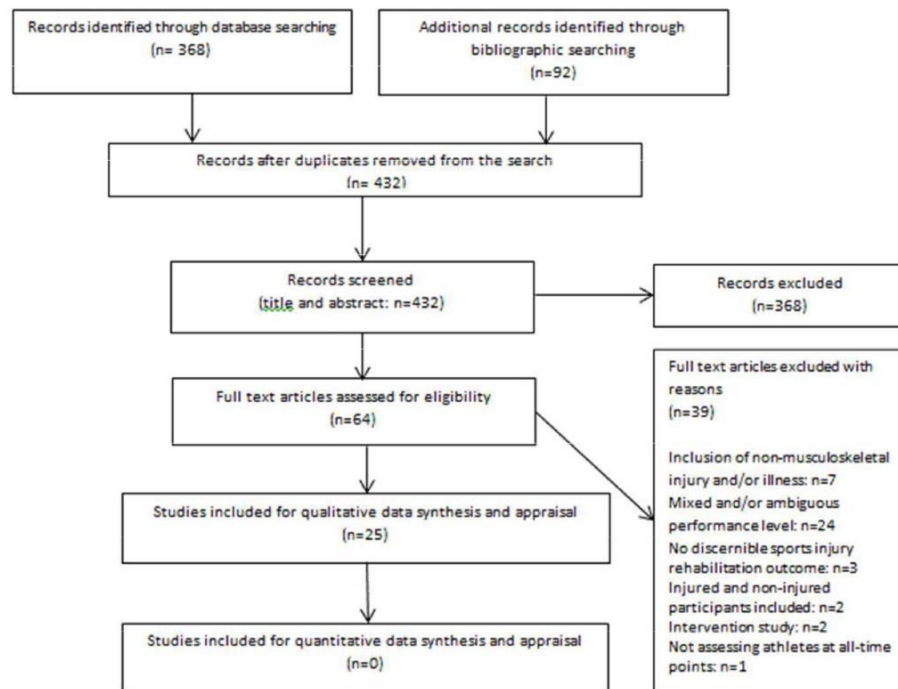 Records identified through database searching
(n= 368)
Additional records identified through
bibliographic searching
(n=92)
Records after duplicates removed from the search
(n= 432)
Records screened
(title and abstract: n=432)
Records excluded
(n=368)
Full text articles assessed for eligibility
(n=64)
Full text articles excluded with
reasons
(n=39)
Inclusion of non-musculoskeletal
injury and/or illness: n=7
Mixed and/or ambiguous
performance level: n=24
No discernible sports injury
rehabilitation outcome: n=3
Injured and non-injured
participants included: n=2
Intervention study: n=2
Not assessing athletes at all-time
points: n=1
Studies included for qualitative data synthesis and appraisal
(n=25)
Studies included for quantitative data synthesis and appraisal
(n=0)